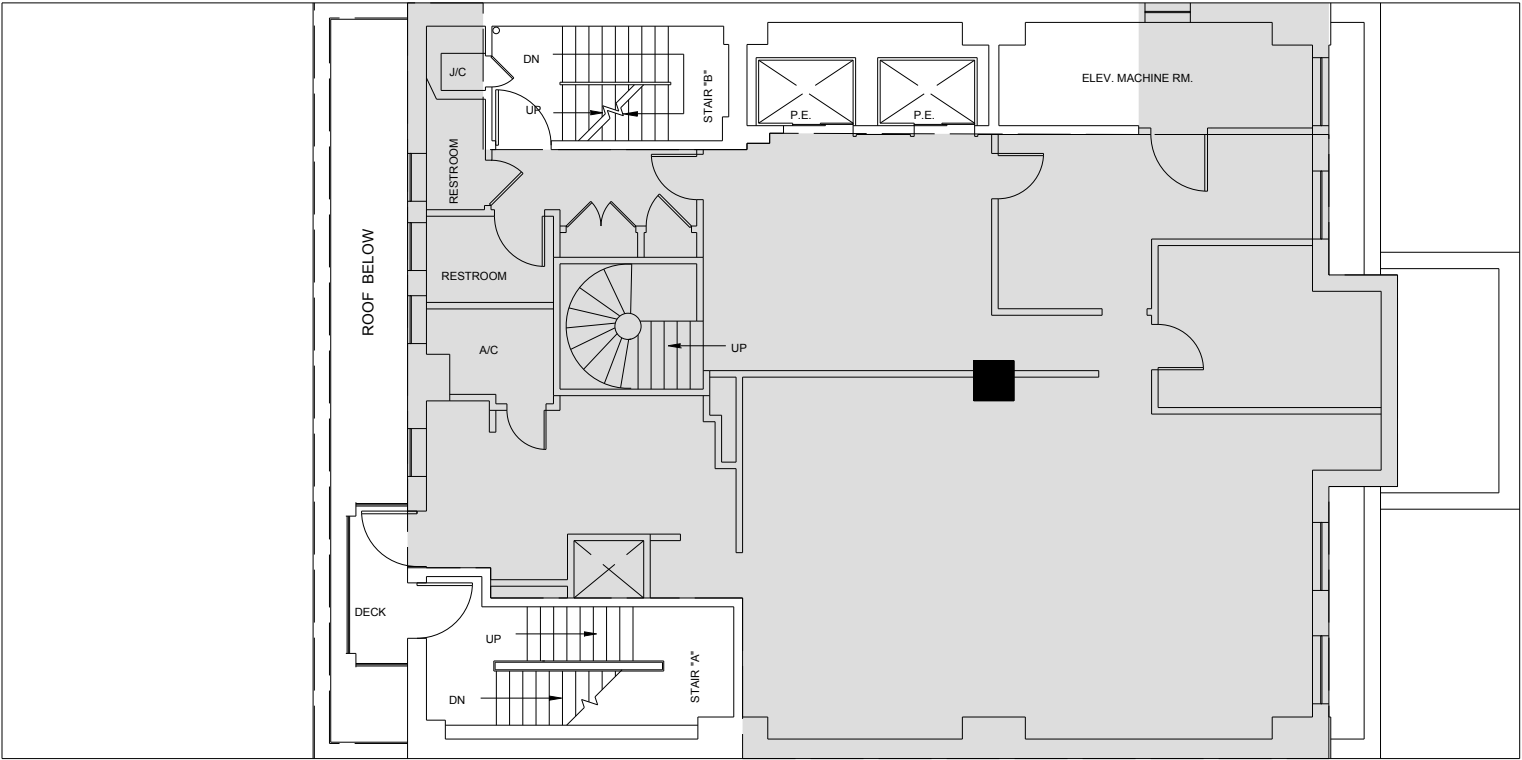 DN
J/C
UP
STAIR "B"
P.E.
P.E.
ELEV. MACHINE RM.
RESTROOM
ROOF BELOW
RESTROOM
A/C
UP
DECK
UP
STAIR "A"
DN